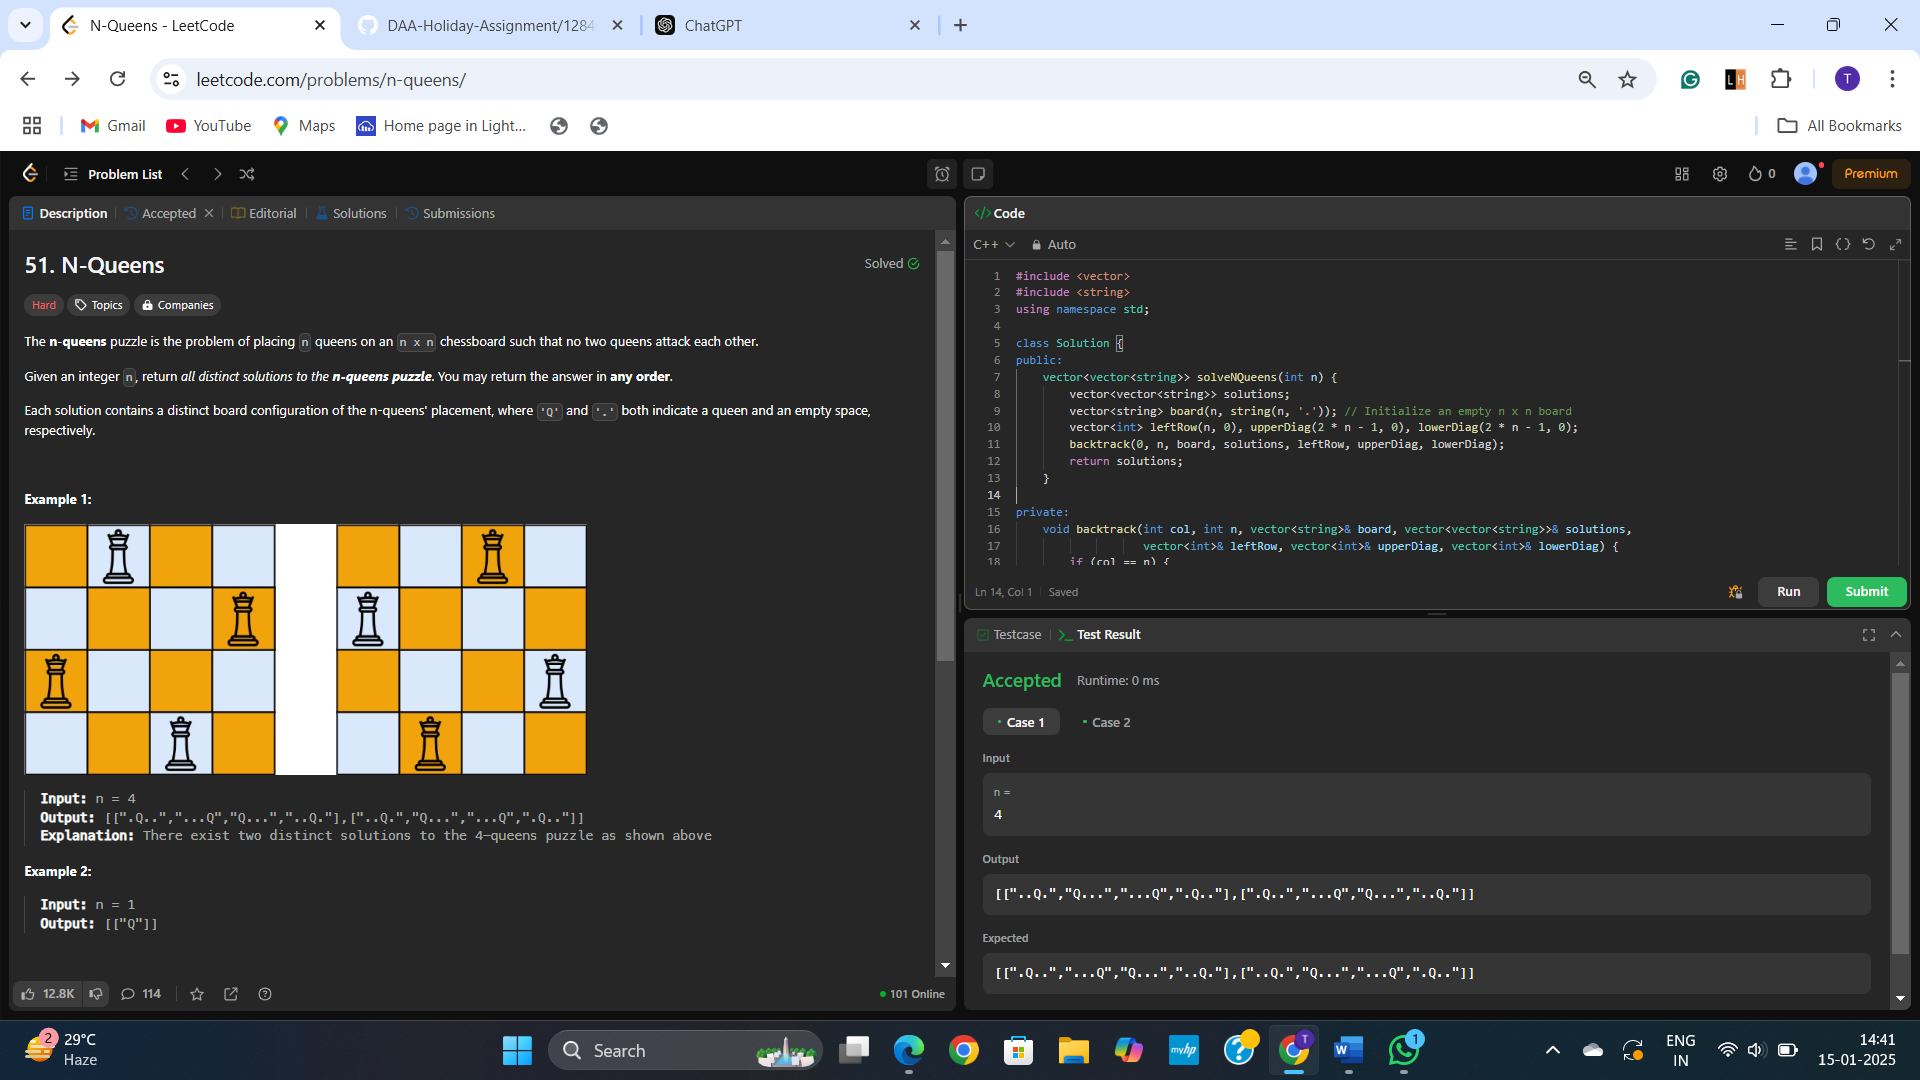 N-Queens - LeetCode
DAA-Holiday-Assignment/1284
ChatGPT
leetcode.com/problems/n-queens/
T
Gmail
YouTube
Maps
Home page in Light...
All Bookmarks
Problem List
0
Premium
Description
Accepted
Editorial
Solutions
Submissions
51. N-Queens
Solved
Hard
Topics
Companies
The n-queens puzzle is the problem of placing n queens on an n x n chessboard such that no two queens attack each other.
Given an integer n, return all distinct solutions to the n-queens puzzle. You may return the answer in any order.
Each solution contains a distinct board configuration of the n-queens' placement, where 'Q' and '.' both indicate a queen and an empty space,
respectively.
Example 1:
Input: n = 4
Output: [[".Q..","...Q","Q...","..Q."],["..Q.","Q...","...Q",".Q.."]]
Explanation: There exist two distinct solutions to the 4-queens puzzle as shown above
Example 2:
Input: n = 1
Output: [["Q"]]
12.8K
114
101 Online
</> Code
C++
Auto
1 #include <vector>
2 #include <string>
3 using namespace std;
4
5 class Solution {
6 public:
7 vector<vector<string>> solveNQueens(int n) {
8 vector<vector<string>> solutions;
9 vector<string> board(n, string(n, '.')); // Initialize an empty n x n board
10 vector<int> leftRow(n, 0), upperDiag(2 * n - 1, 0), lowerDiag(2 * n - 1, 0);
11 backtrack(0, n, board, solutions, leftRow, upperDiag, lowerDiag);
12 return solutions;
13 }
14
15 private:
16 void backtrack(int col, int n, vector<string>& board, vector<vector<string>>& solutions,
17 vector<int>& leftRow, vector<int>& upperDiag, vector<int>& lowerDiag) {
18 if (col == n) {
Ln 14, Col 1
Saved
Run
Submit
Testcase
Test Result
Accepted
Runtime: 0 ms
Case 1
Case 2
Input
n =
4
Output
[["..Q.","Q...","...Q",".Q.."],[".Q..","...Q","Q...","..Q."]]
Expected
[[".Q..","...Q","Q...","..Q."],["..Q.","Q...","...Q",".Q.."]]
2
29°C
Haze
Search
myhp
T
W
1
ENG
IN
14:41
15-01-2025